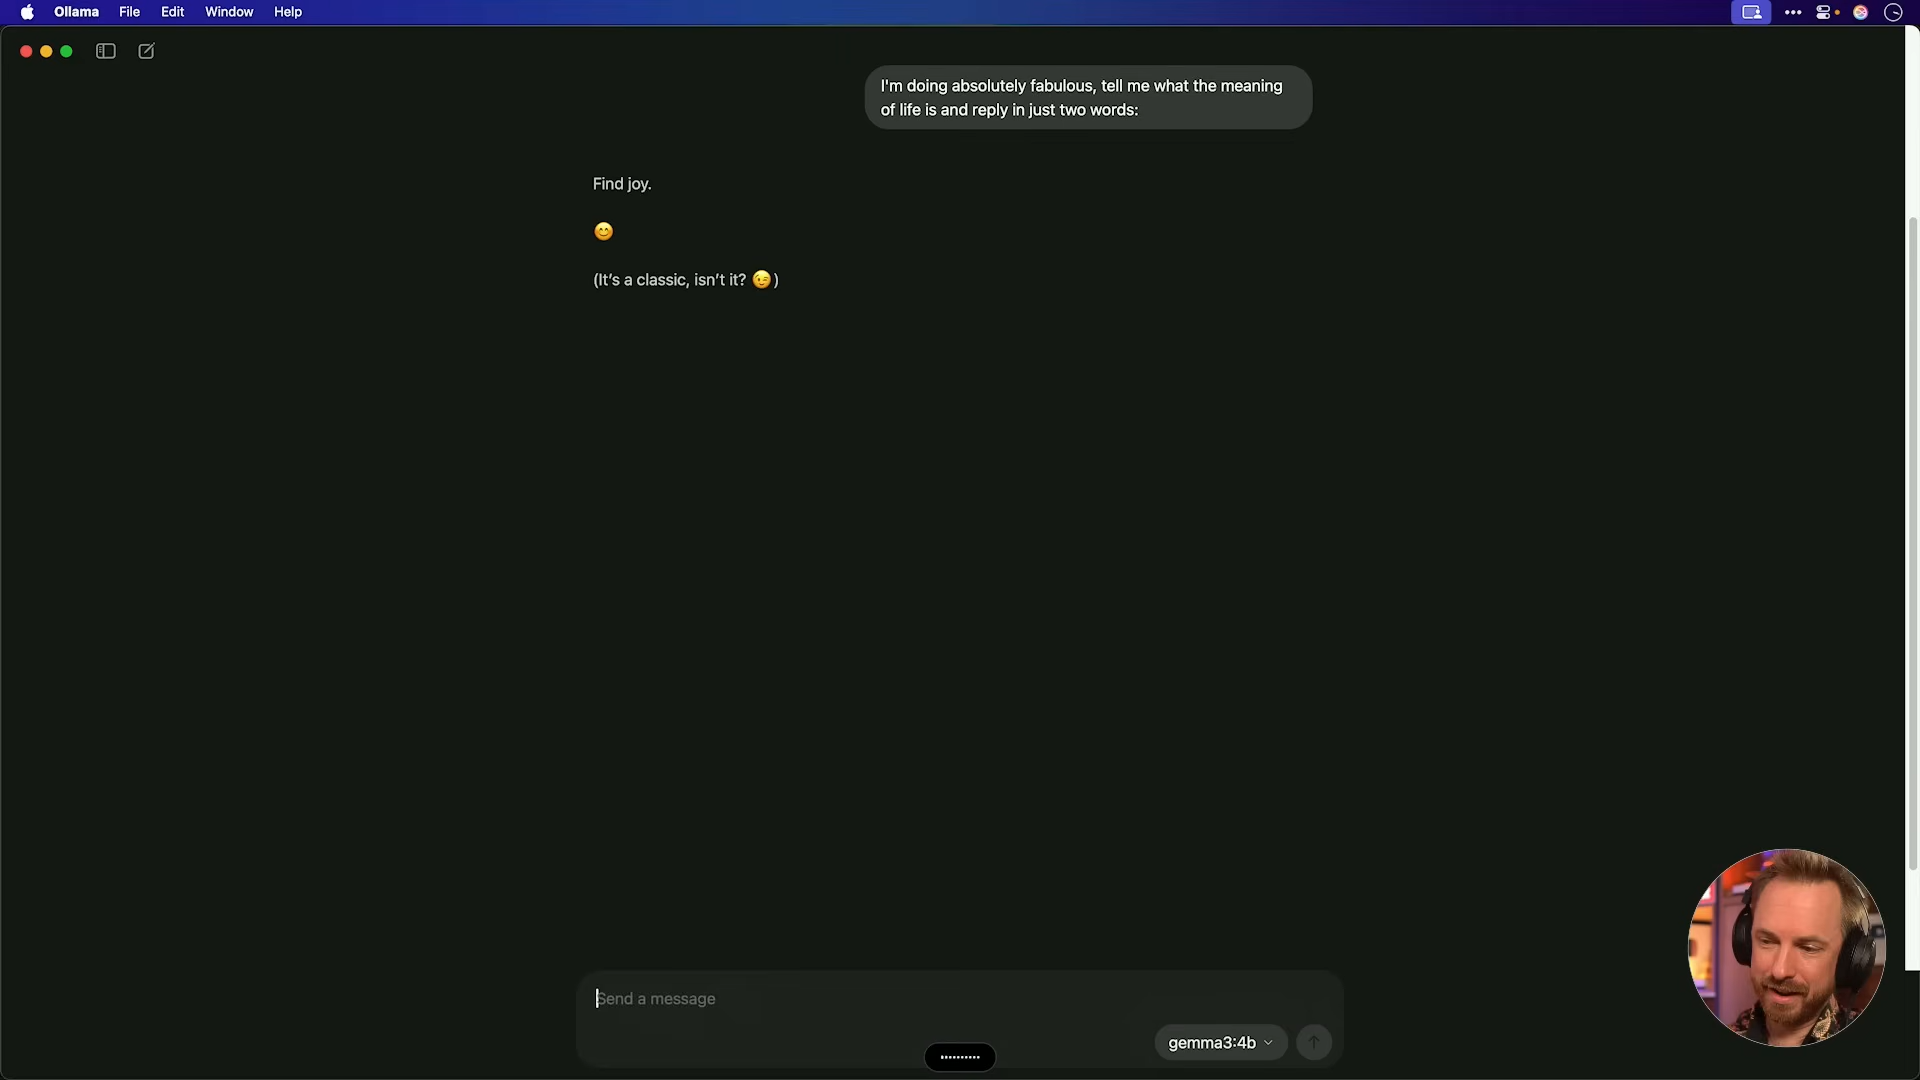 Ollama File Edit Window Help
I'm doing absolutely fabulous, tell me what the meaning
of life is and reply in just two words:
Find joy.
😊
(It's a classic, isn't it? 😉)
Send a message
gemma3:4b